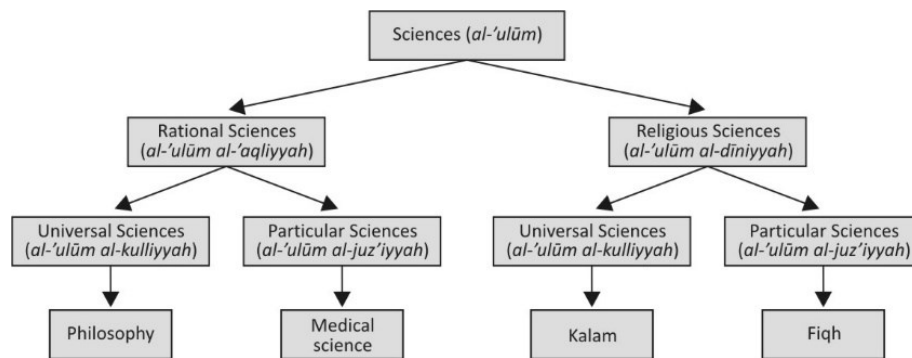 Sciences (al-’ulūm)
Rational Sciences
(al-’ulūm al-’aqliyyah)
Religious Sciences
(al-’ulūm al-dīniyyah)
Universal Sciences
(al-’ulūm al-kulliyyah)
Particular Sciences
(al-’ulūm al-juz’iyyah)
Universal Sciences
(al-’ulūm al-kulliyyah)
Particular Sciences
(al-’ulūm al-juz’iyyah)
Philosophy
Medical
science
Kalam
Fiqh